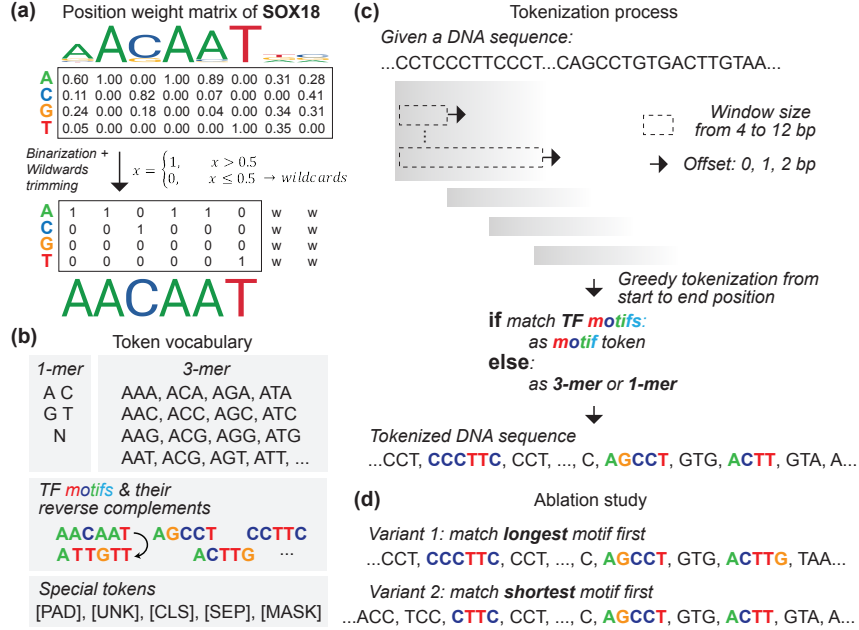 (a) Position weight matrix of SOX18
AACAAT
A 0.60 1.00 0.00 1.00 0.89 0.00 0.31 0.28
C 0.11 0.00 0.82 0.00 0.07 0.00 0.00 0.41
G 0.24 0.00 0.18 0.00 0.04 0.00 0.34 0.31
T 0.05 0.00 0.00 0.00 0.00 1.00 0.35 0.00
Binarization +
Wildwards
trimming
x = { 1, x > 0.5
0, x ≤ 0.5 → wildcards
A 1 1 0 1 1 0 w w
C 0 0 1 0 0 0 w w
G 0 0 0 0 0 0 w w
T 0 0 0 0 0 1 w w
AACAAT
(b) Token vocabulary
1-mer
A C
G T
N
3-mer
AAA, ACA, AGA, ATA
AAC, ACC, AGC, ATC
AAG, ACG, AGG, ATG
AAT, ACG, AGT, ATT, ...
TF motifs & their
reverse complements
AACAAT AGCCT CCTTC
ATTGTT ACTTG ...
Special tokens
[PAD], [UNK], [CLS], [SEP], [MASK]
(c) Tokenization process
Given a DNA sequence:
...CCTCCCTTCCCT...CAGCCTGTGACTTGTAA...
Window size
from 4 to 12 bp
Offset: 0, 1, 2 bp
Greedy tokenization from
start to end position
if match TF motifs:
as motif token
else:
as 3-mer or 1-mer
Tokenized DNA sequence
...CCT, CCCTTC, CCT, ..., C, AGCCT, GTG, ACTT, GTA, A...
(d) Ablation study
Variant 1: match longest motif first
...CCT, CCCTTC, CCT, ..., C, AGCCT, GTG, ACTTG, TAA...
Variant 2: match shortest motif first
...ACC, TCC, CTTC, CCT, ..., C, AGCCT, GTG, ACTT, GTA, A...